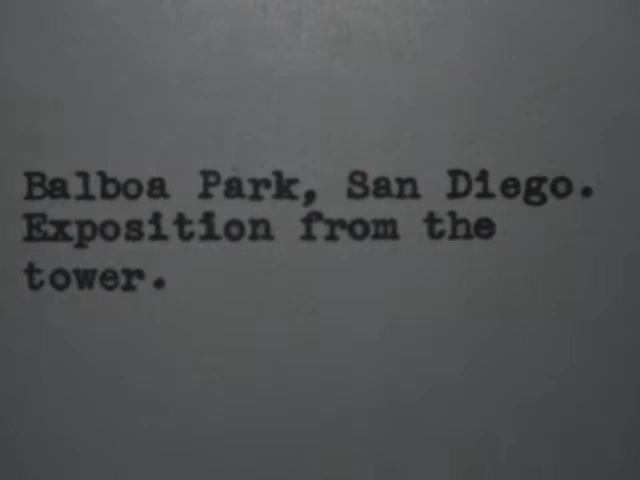 Balboa Park, San Diego.
Exposition from the
tower.